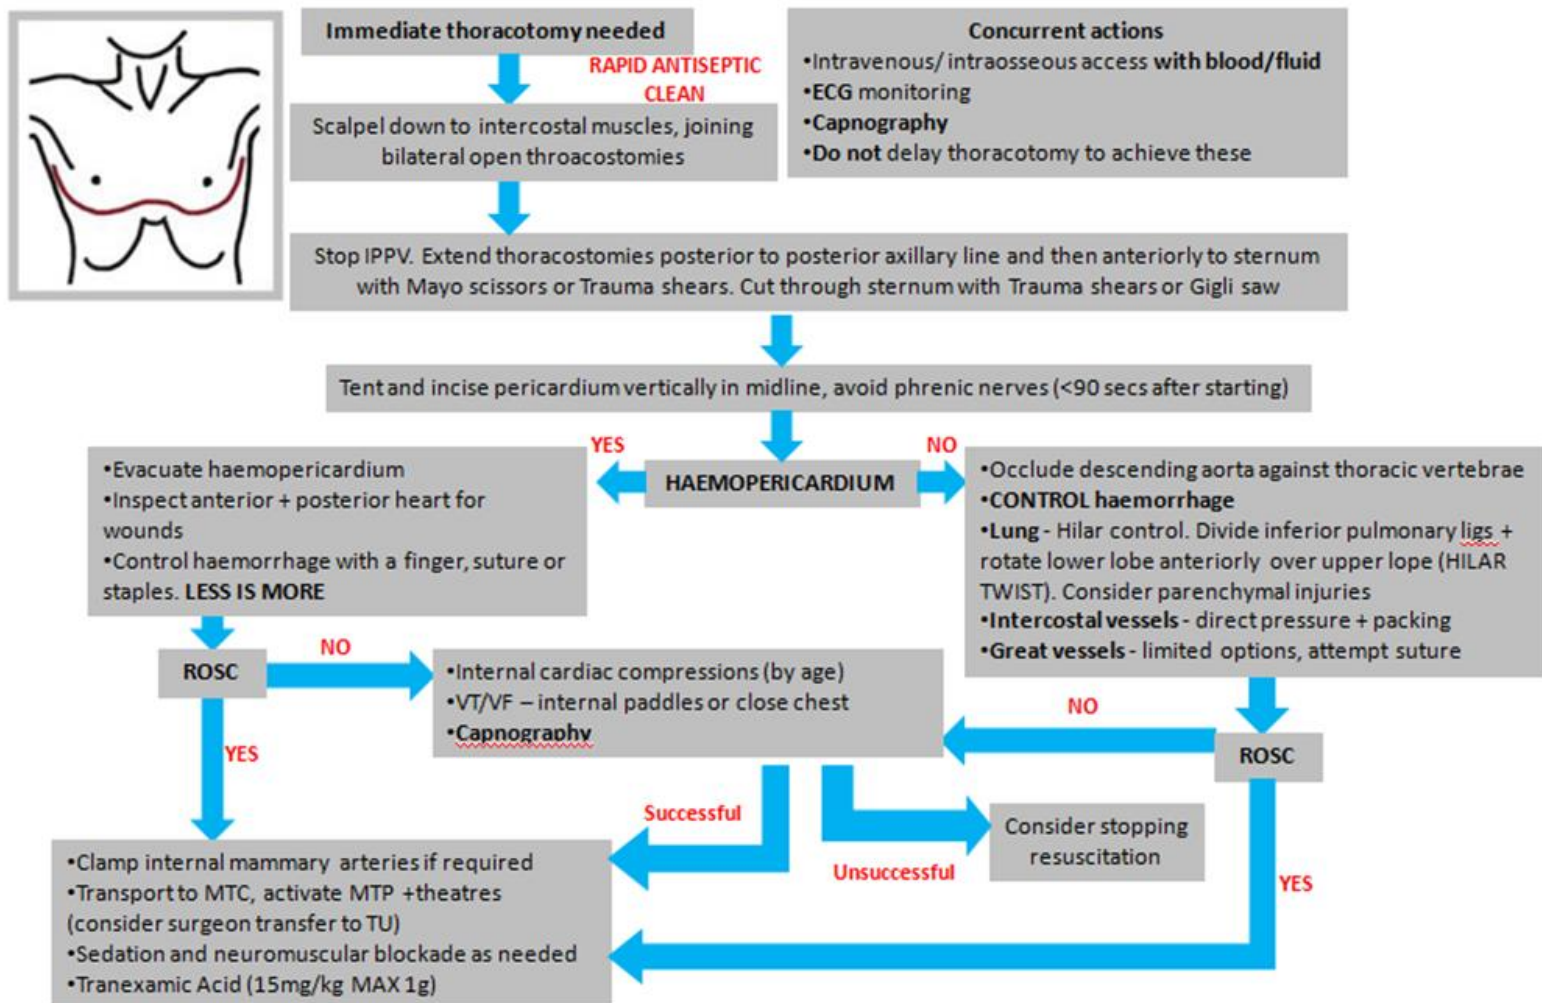 Immediate thoracotomy needed
RAPID ANTISEPTIC
CLEAN
Scalpel down to intercostal muscles, joining
bilateral open throacostomies
Concurrent actions
•Intravenous/ intraosseous access with blood/fluid
•ECG monitoring
•Capnography
•Do not delay thoracotomy to achieve these
Stop IPPV. Extend thoracostomies posterior to posterior axillary line and then anteriorly to sternum
with Mayo scissors or Trauma shears. Cut through sternum with Trauma shears or Gigli saw
Tent and incise pericardium vertically in midline, avoid phrenic nerves (<90 secs after starting)
YES
HAEMOPERICARDIUM
NO
•Evacuate haemopericardium
•Inspect anterior + posterior heart for
wounds
•Control haemorrhage with a finger, suture or
staples. LESS IS MORE
•Occlude descending aorta against thoracic vertebrae
•CONTROL haemorrhage
•Lung - Hilar control. Divide inferior pulmonary ligs +
rotate lower lobe anteriorly over upper lope (HILAR
TWIST). Consider parenchymal injuries
•Intercostal vessels - direct pressure + packing
•Great vessels - limited options, attempt suture
ROSC
NO
•Internal cardiac compressions (by age)
•VT/VF – internal paddles or close chest
•Capnography
NO
ROSC
YES
Successful
Unsuccessful
Consider stopping
resuscitation
YES
•Clamp internal mammary arteries if required
•Transport to MTC, activate MTP +theatres
(consider surgeon transfer to TU)
•Sedation and neuromuscular blockade as needed
•Tranexamic Acid (15mg/kg MAX 1g)